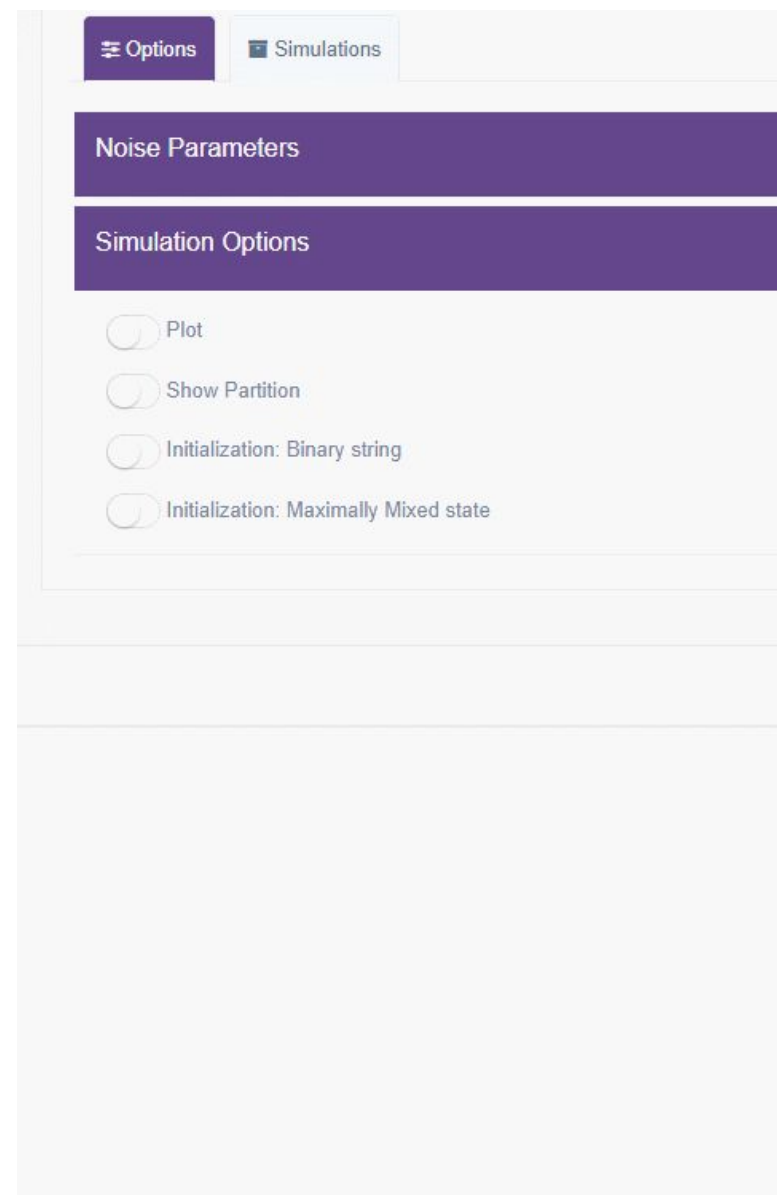 Options
Simulations
Noise Parameters
Simulation Options
Plot
Show Partition
Initialization: Binary string
Initialization: Maximally Mixed state